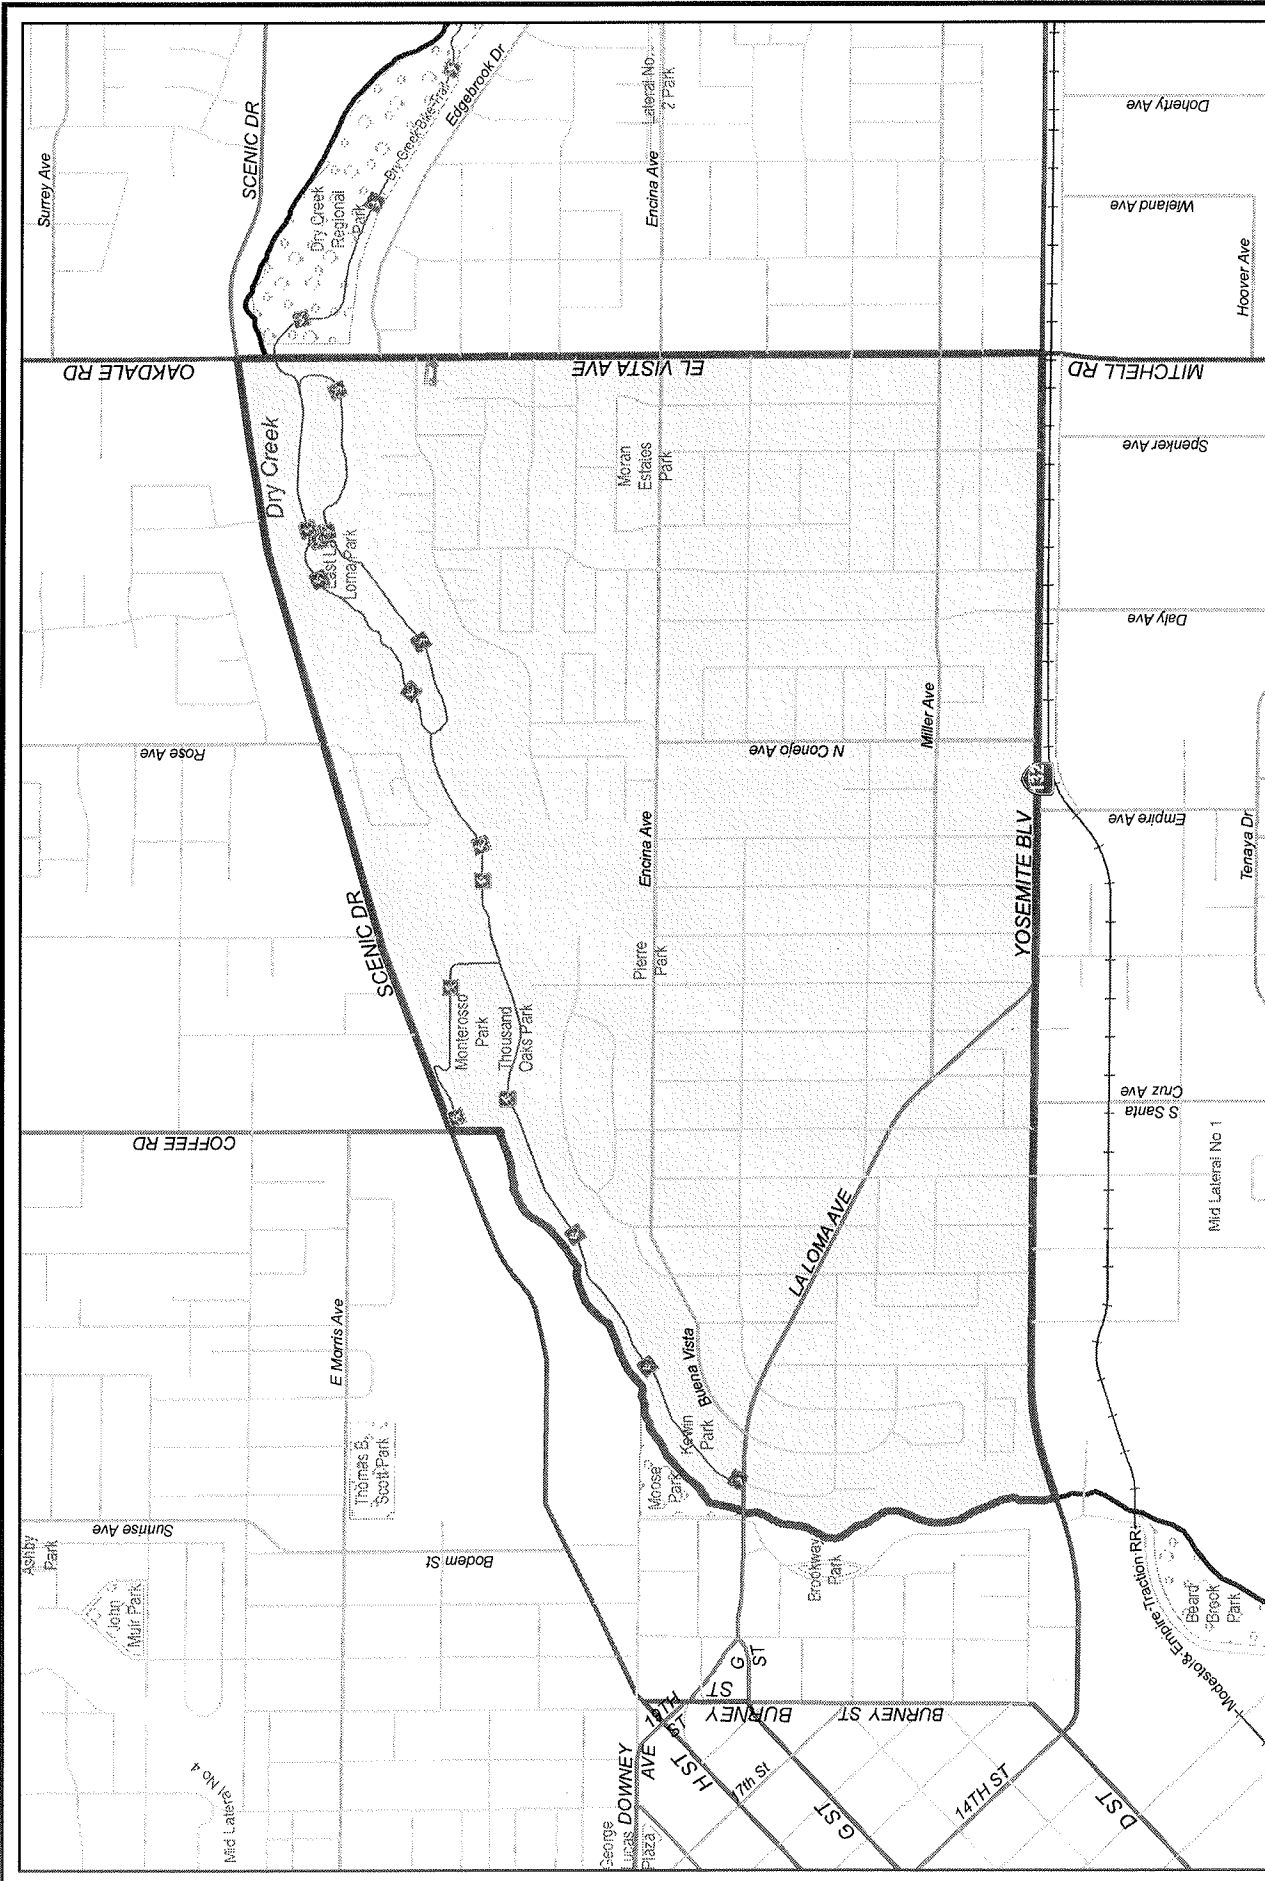 Surrey Ave
SCENIC DR
Dry Creek
Regional
Park
Dry Creek Bike Trail
Edgebrook Dr
Lateral No.
2 Park
Encina Ave
Doherty Ave
Wieland Ave
Hoover Ave
OAKDALE RD
EL VISTA AVE
MITCHELL RD
Dry Creek
East La
Loma Park
Moran
Estates
Park
Spenker Ave
Daly Ave
Rose Ave
N Conejo Ave
Miller Ave
132
Empire Ave
Tenaya Dr
SCENIC DR
Encina Ave
YOSEMITE BLV
Pierre
Park
Monterosso
Park
Thousand
Oaks Park
S Santa
Cruz Ave
COFFEE RD
Mid Lateral No 1
LA LOMA AVE
E Morris Ave
Buena Vista
Kewin
Park
Moose
Park
Thomas B.
Scott Park
Sunrise Ave
Ashby
Park
Bodem St
John
Muir Park
Brookway
Park
Modesto & Empire Traction RR
Beard
Brook
Park
G
ST
19TH
ST
BURNEY
ST
BURNEY ST
Mid Lateral No 4
DOWNEY
AVE
H ST
17th St
G ST
14TH ST
D ST
George
Lucas
Plaza